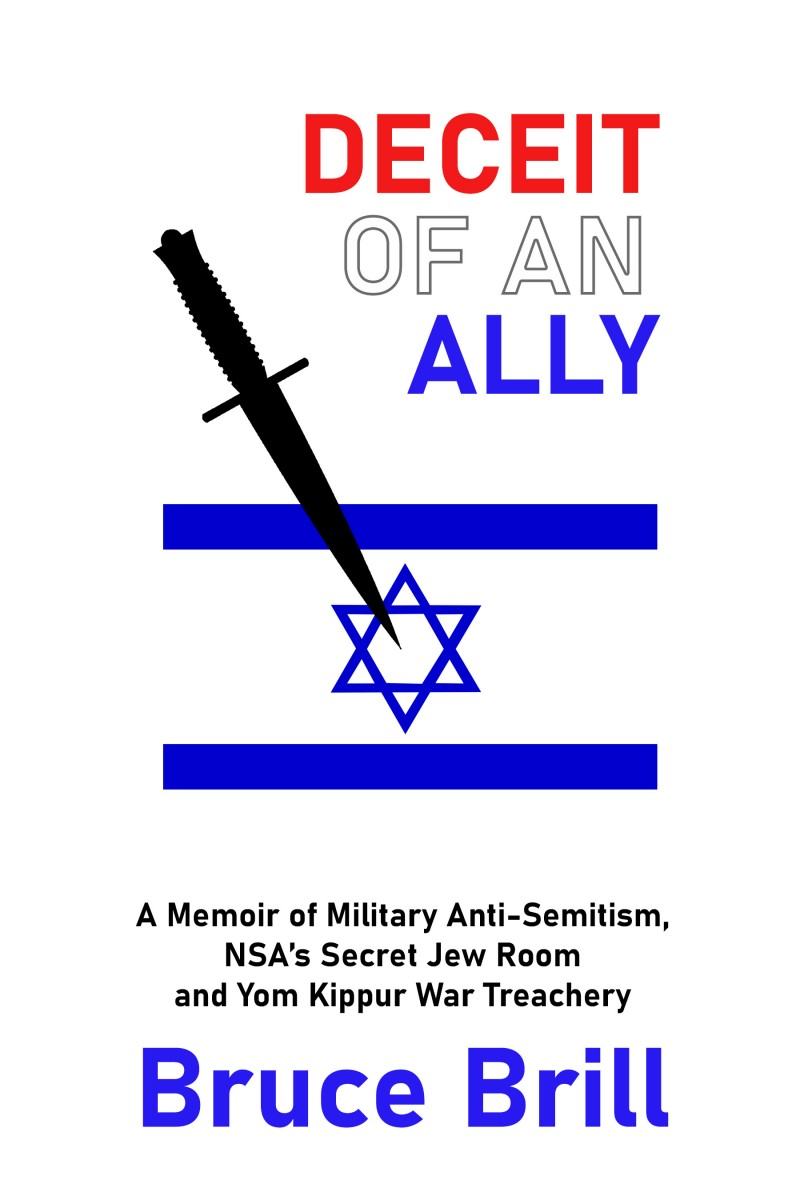 DECEIT
OF AN
ALLY
A Memoir of Military Anti-Semitism,
NSA's Secret Jew Room
and Yom Kippur War Treachery
Bruce Brill